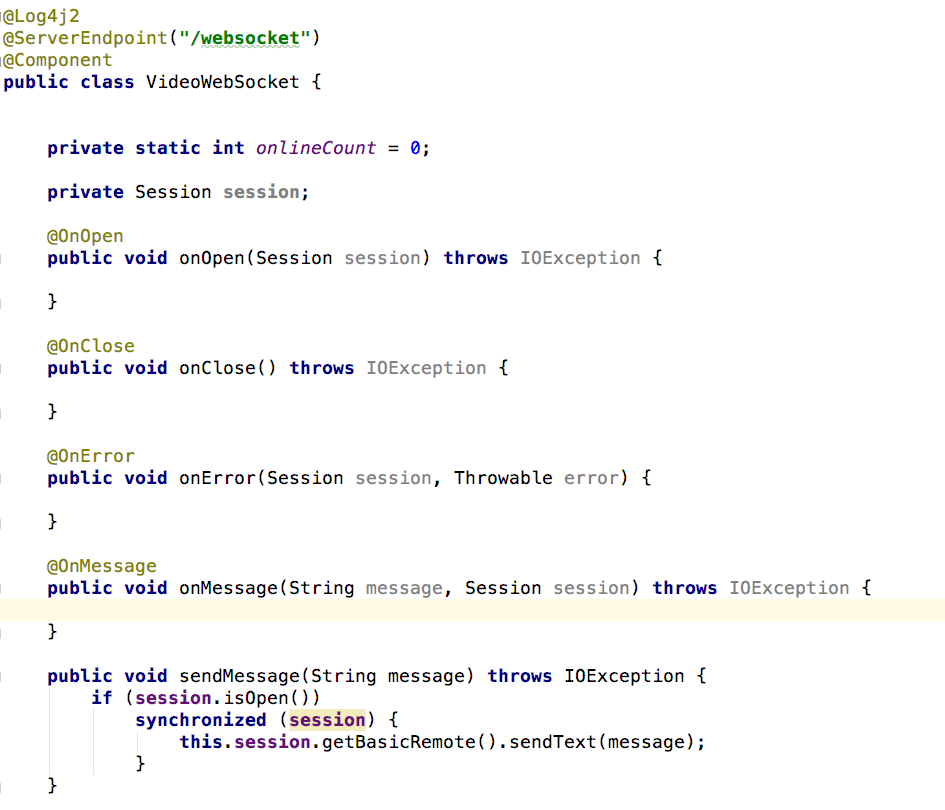 @Log4j2
@ServerEndpoint("/websocket")
@Component
public class VideoWebSocket {
private static int onlineCount = 0;
private Session session;
@OnOpen
public void onOpen(Session session) throws IOException {
}
@OnClose
public void onClose() throws IOException {
}
@OnError
public void onError(Session session, Throwable error) {
}
@OnMessage
public void onMessage(String message, Session session) throws IOException {
}
public void sendMessage(String message) throws IOException {
if (session.isOpen())
synchronized (session) {
this.session.getBasicRemote().sendText(message);
}
}